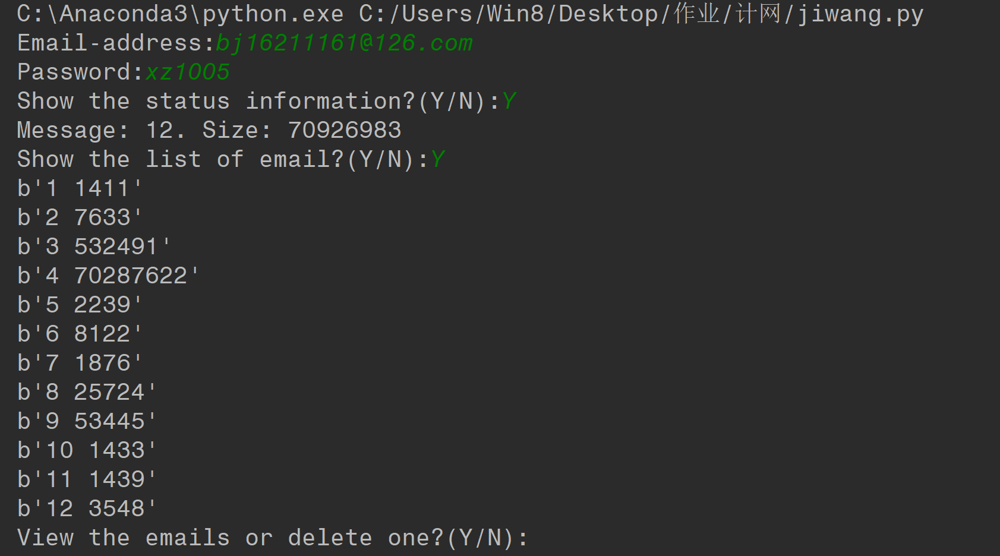 C:\Anaconda3\python.exe C:/Users/Win8/Desktop/作业/计网/jiwang.py
Email-address:bj16211161@126.com
Password:xz1005
Show the status information?(Y/N):Y
Message: 12. Size: 70926983
Show the list of email?(Y/N):Y
b'1 1411'
b'2 7633'
b'3 532491'
b'4 70287622'
b'5 2239'
b'6 8122'
b'7 1876'
b'8 25724'
b'9 53445'
b'10 1433'
b'11 1439'
b'12 3548'
View the emails or delete one?(Y/N):